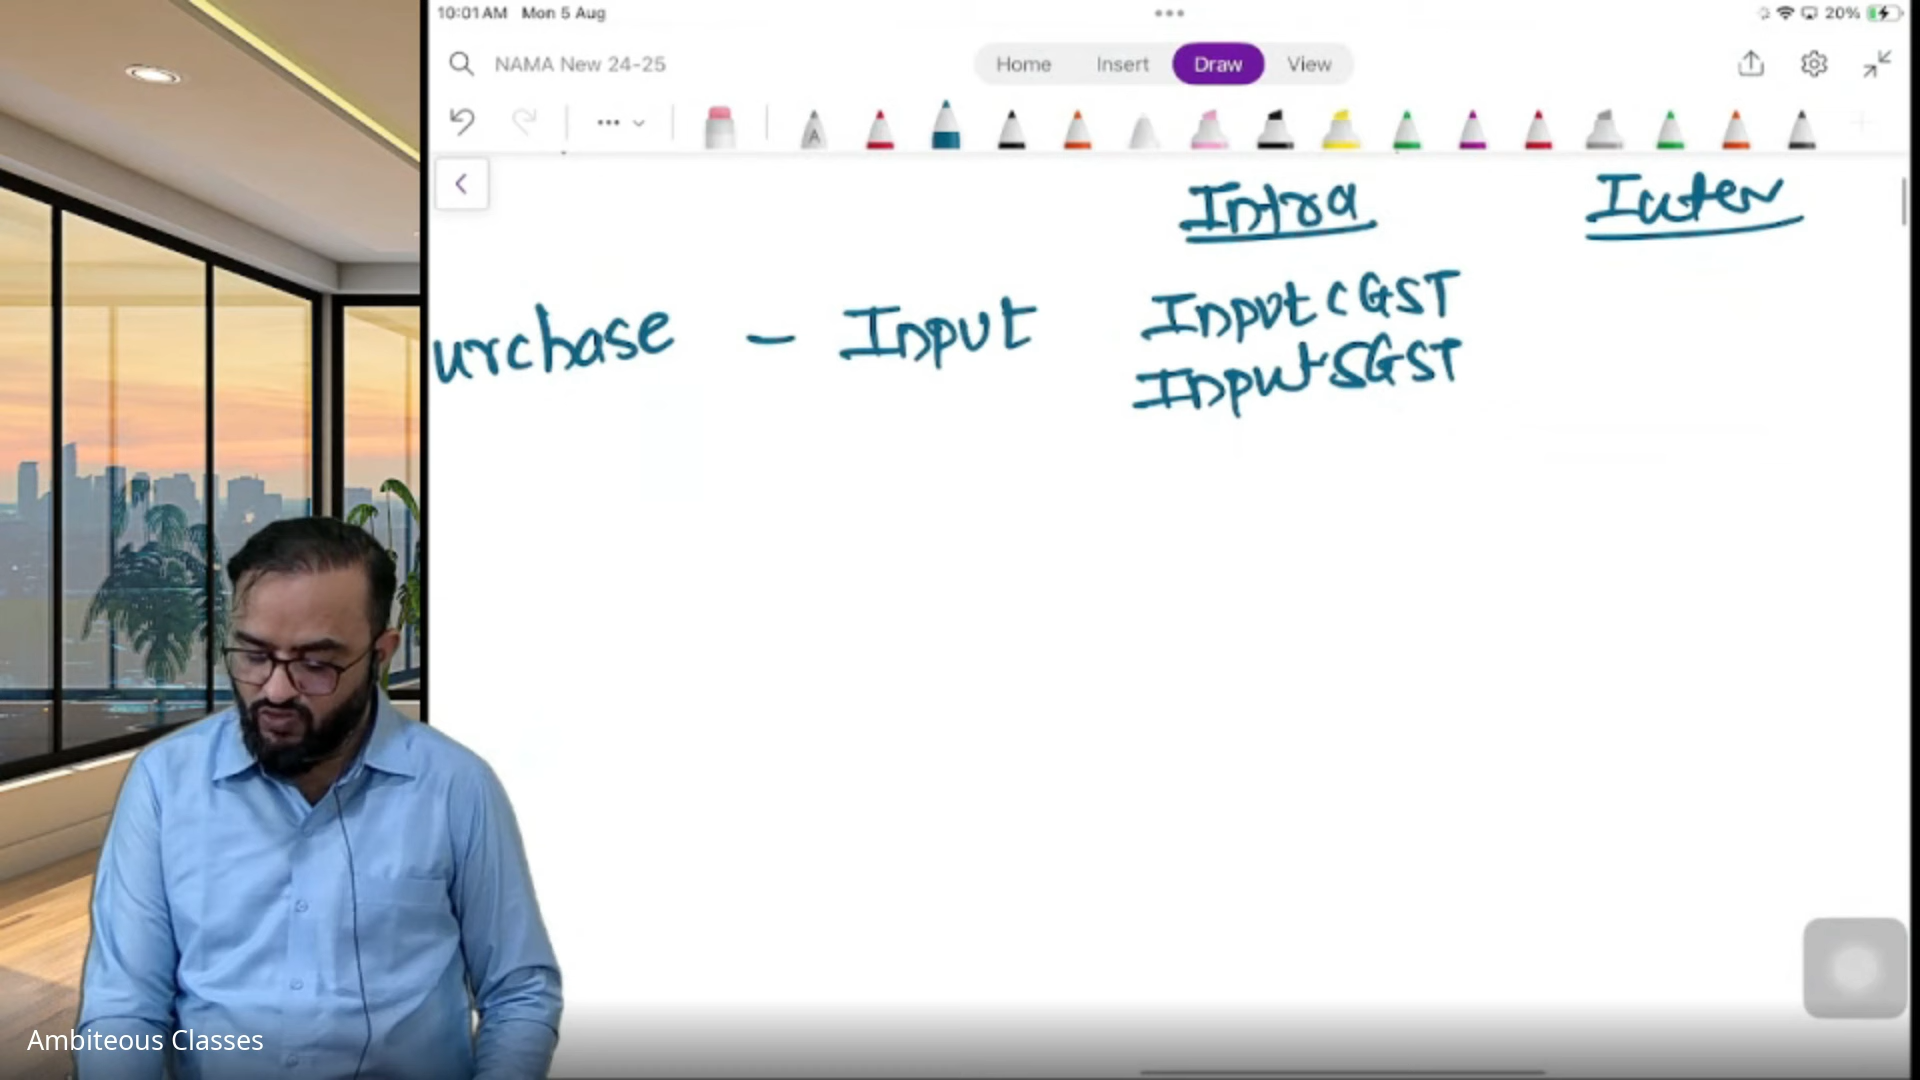 10:01 AM Mon 5 Aug
20%
NAMA New 24-25
Home Insert Draw View
A
Intra Inter
urchase - Input
Input CGST
Input SGST
Ambiteous Classes